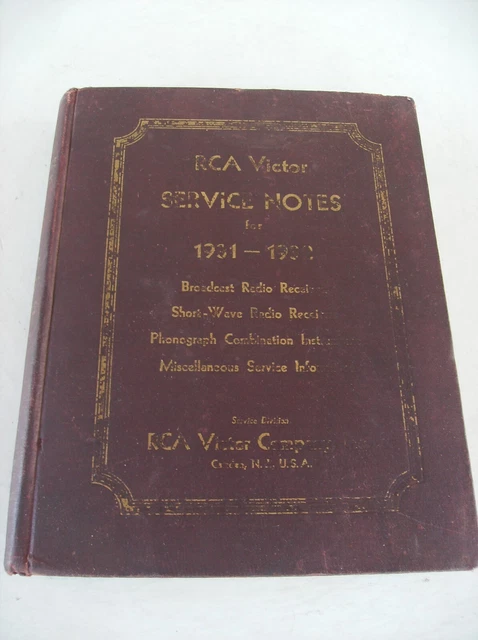 RCA Victor
SERVICE NOTES
for
1931 – 1932
Broadcast Radio
Short-Wave Radio
Phonograph Combination
Miscellaneous Service
Service Division
RCA Victor Company
Camden, N.J. U.S.A.